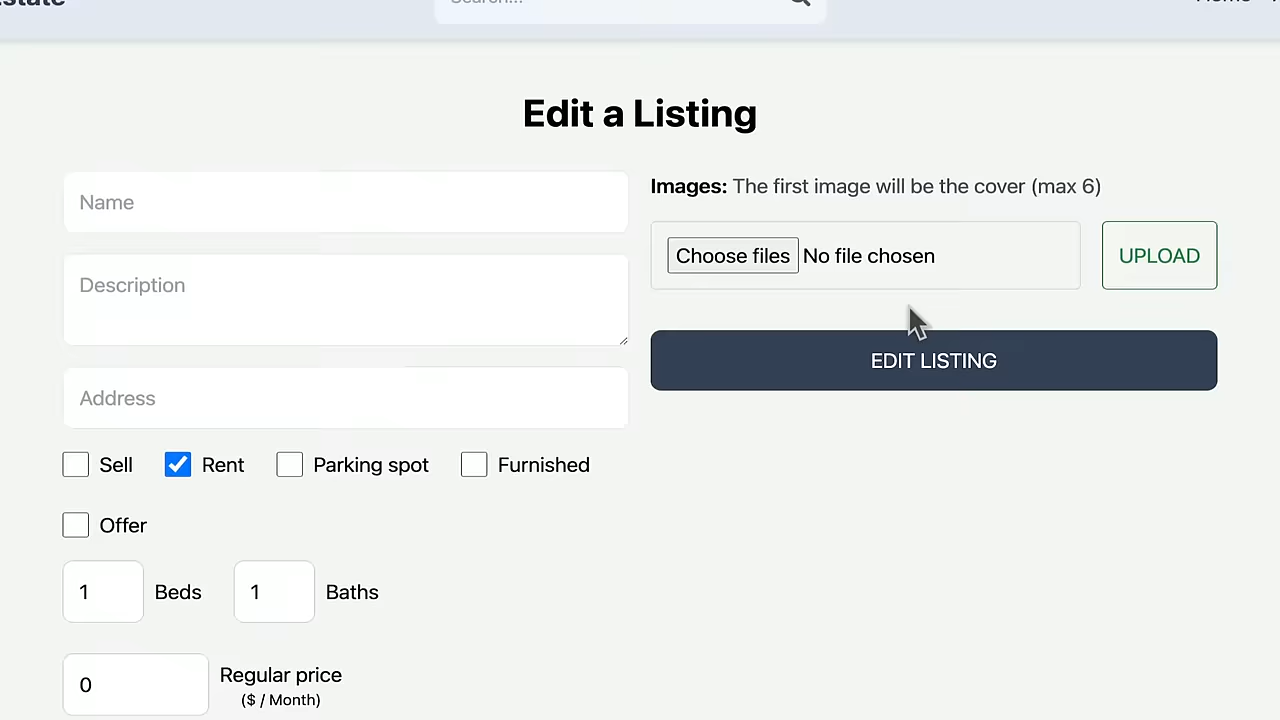 Search...
Edit a Listing
Name
Images: The first image will be the cover (max 6)
Choose files No file chosen
UPLOAD
Description
EDIT LISTING
Address
Sell
Rent
Parking spot
Furnished
Offer
1 Beds
1 Baths
0 Regular price
($ / Month)